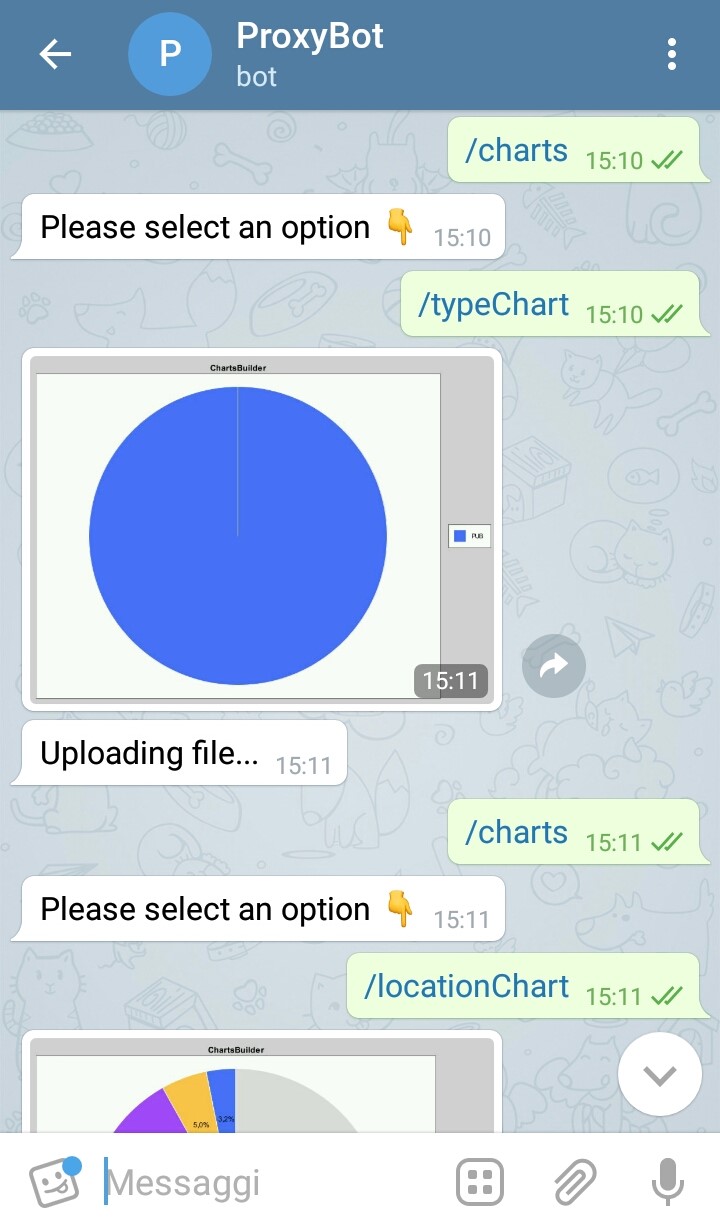 P
ProxyBot
bot
/charts 15:10
Please select an option 👇 15:10
/typeChart 15:10
ChartsBuilder
PUB
15:11
Uploading file... 15:11
/charts 15:11
Please select an option 👇 15:11
/locationChart 15:11
ChartsBuilder
5,0%
3,2%
Messaggi